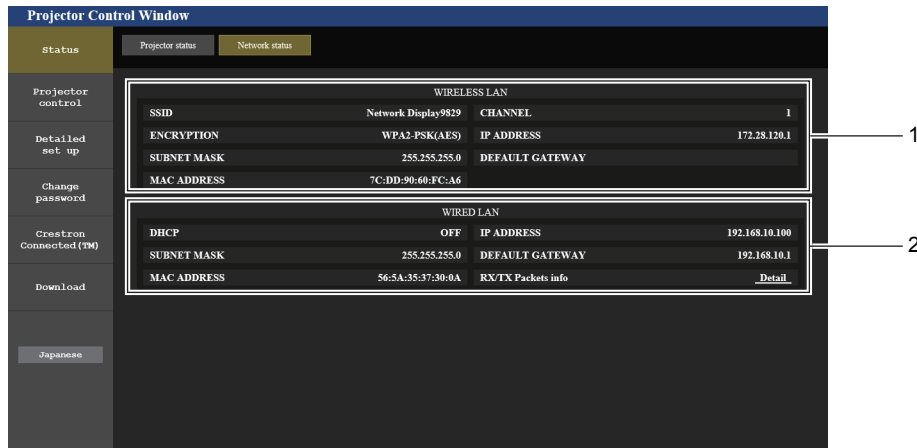 Projector Control Window
Status
Projector status
Network status
Projector
control
Detailed
set up
Change
password
Crestron
Connected(TM)
Download
Japanese
WIRELESS LAN
SSID Network Display9829 CHANNEL 1
ENCRYPTION WPA2-PSK(AES) IP ADDRESS 172.28.120.1
SUBNET MASK 255.255.255.0 DEFAULT GATEWAY
MAC ADDRESS 7C:DD:90:60:FC:A6
1
WIRED LAN
DHCP OFF IP ADDRESS 192.168.10.100
SUBNET MASK 255.255.255.0 DEFAULT GATEWAY 192.168.10.1
MAC ADDRESS 56:5A:35:37:30:0A RX/TX Packets info Detail
2